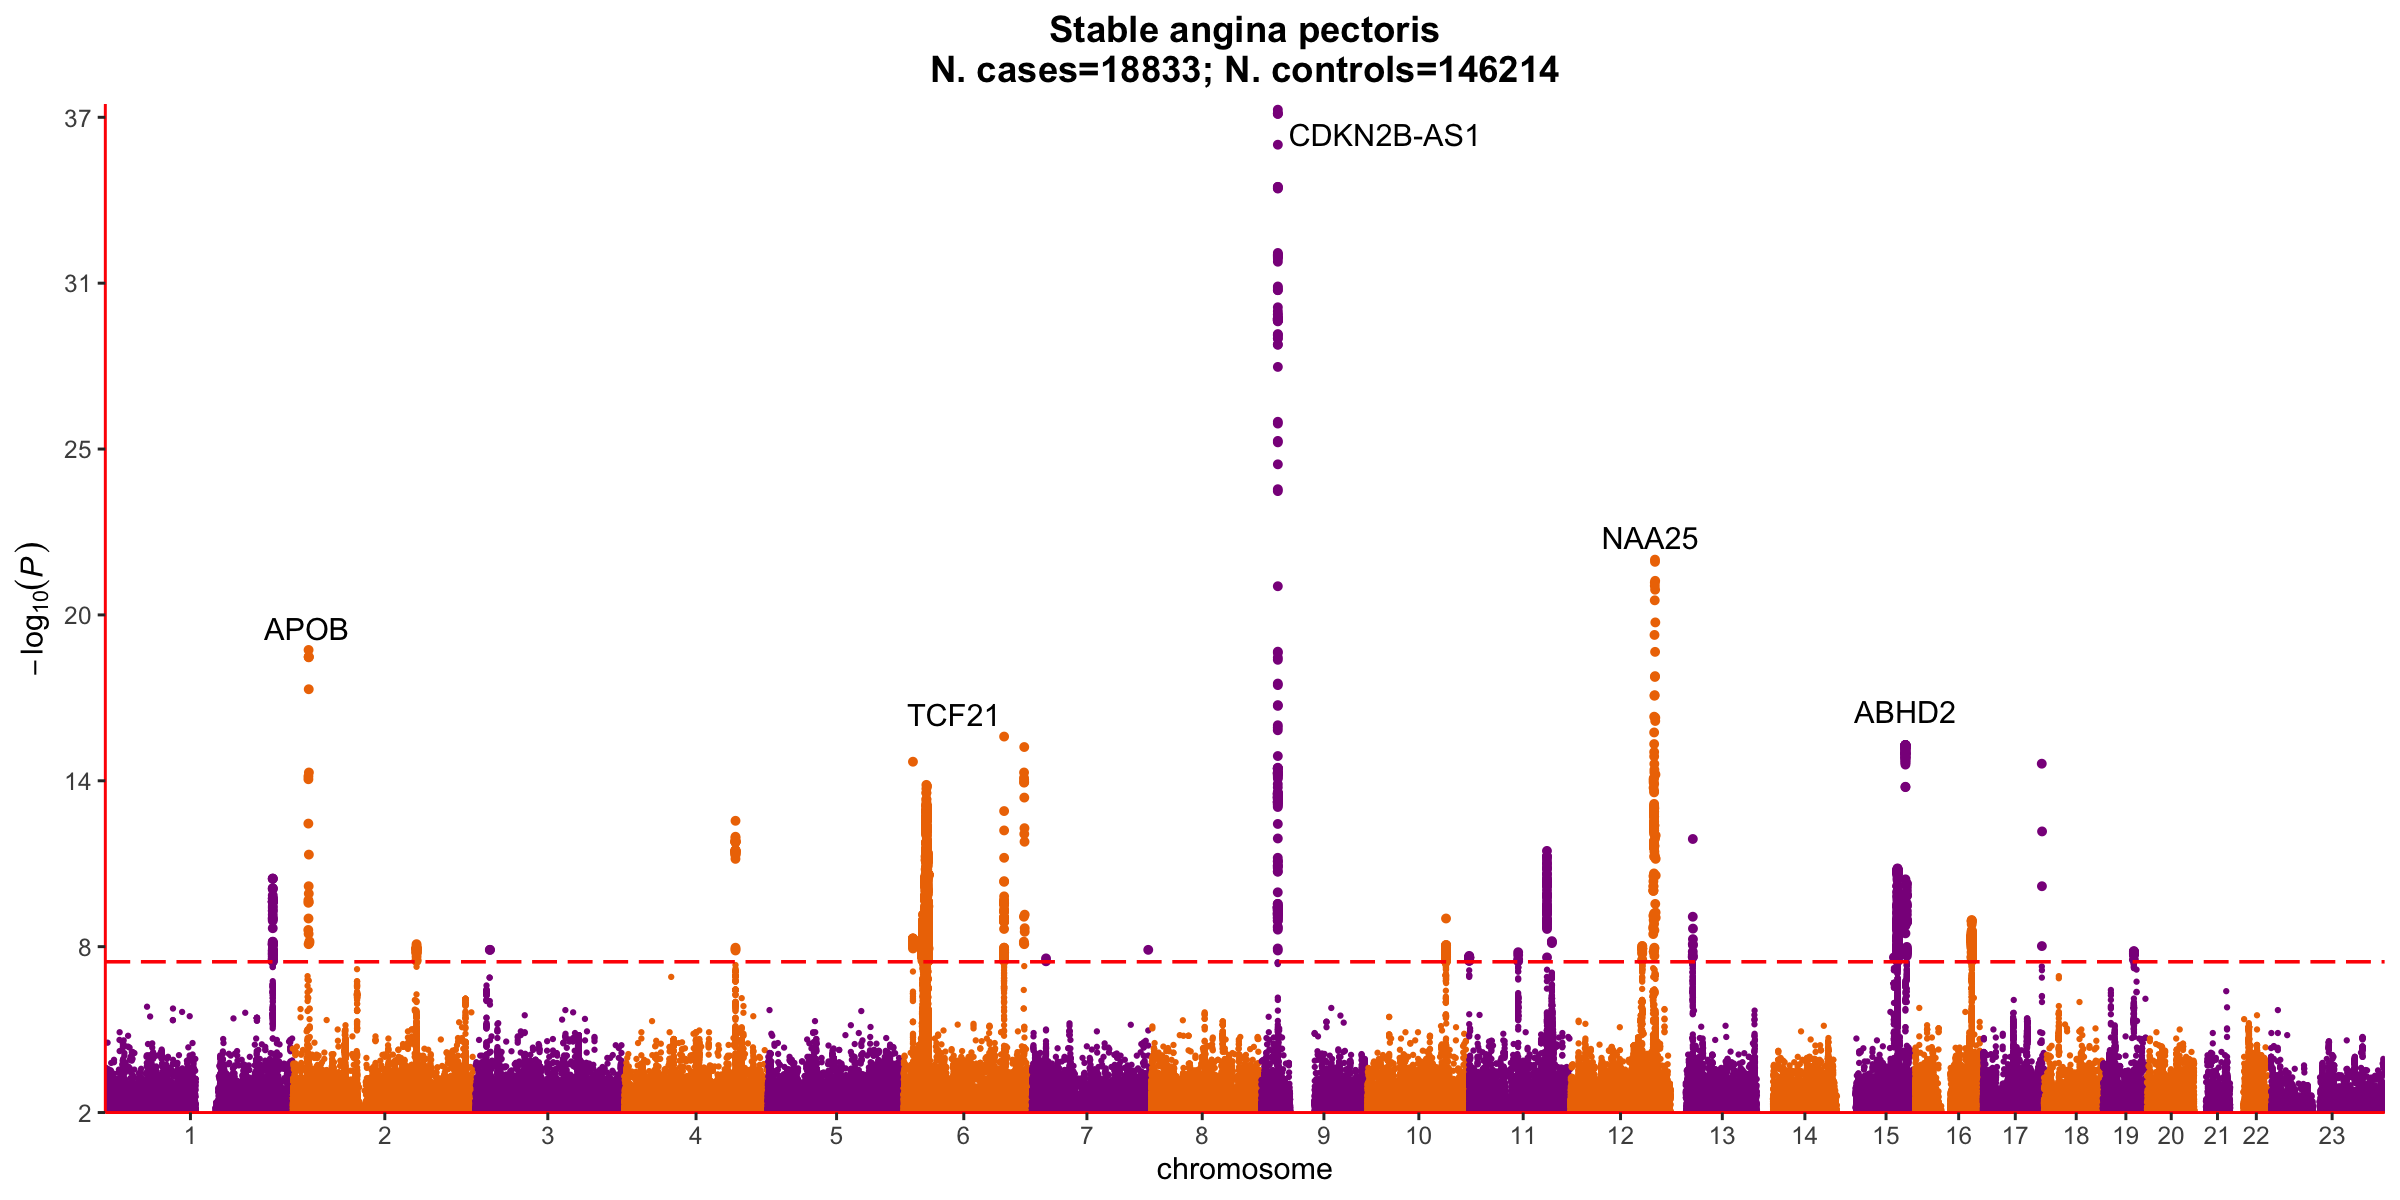 Stable angina pectoris
N. cases=18833; N. controls=146214
37
31
25
20
14
8
2
−log10(P)
CDKN2B-AS1
NAA25
APOB
TCF21
ABHD2
1 2 3 4 5 6 7 8 9 10 11 12 13 14 15 16 17 18 19 20 21 22 23
chromosome